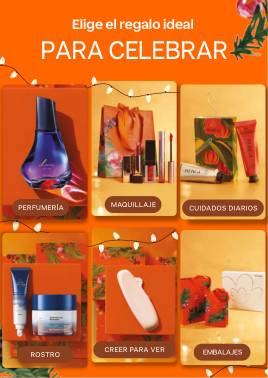 Elige el regalo ideal
PARA CELEBRAR
PERFUMERÍA
MAQUILLAJE
CUIDADOS DIARIOS
ROSTRO
CREER PARA VER
EMBALAJES